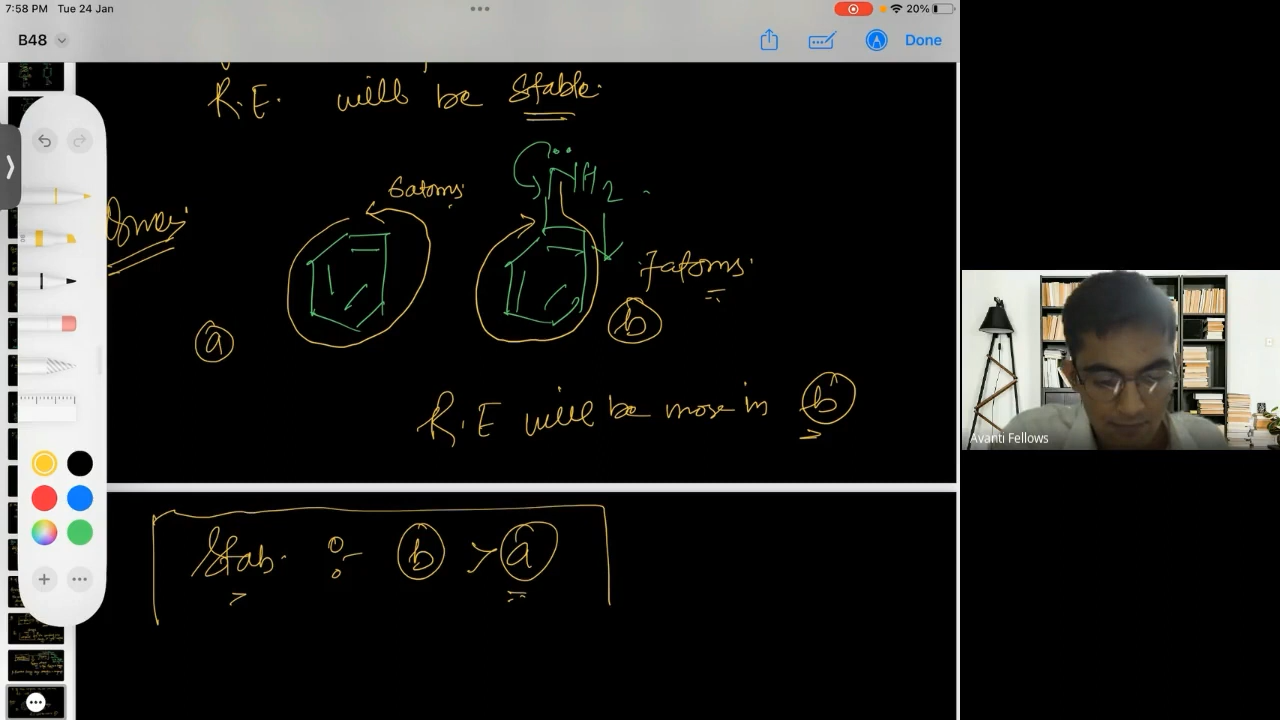 7:58 PM Tue 24 Jan
20%
B48
Done
R.E. will be stable.
6 atoms
N̈H2
7 atoms.
a
b
R.E will be more in b
Stab. :- b > a
Avanti Fellows